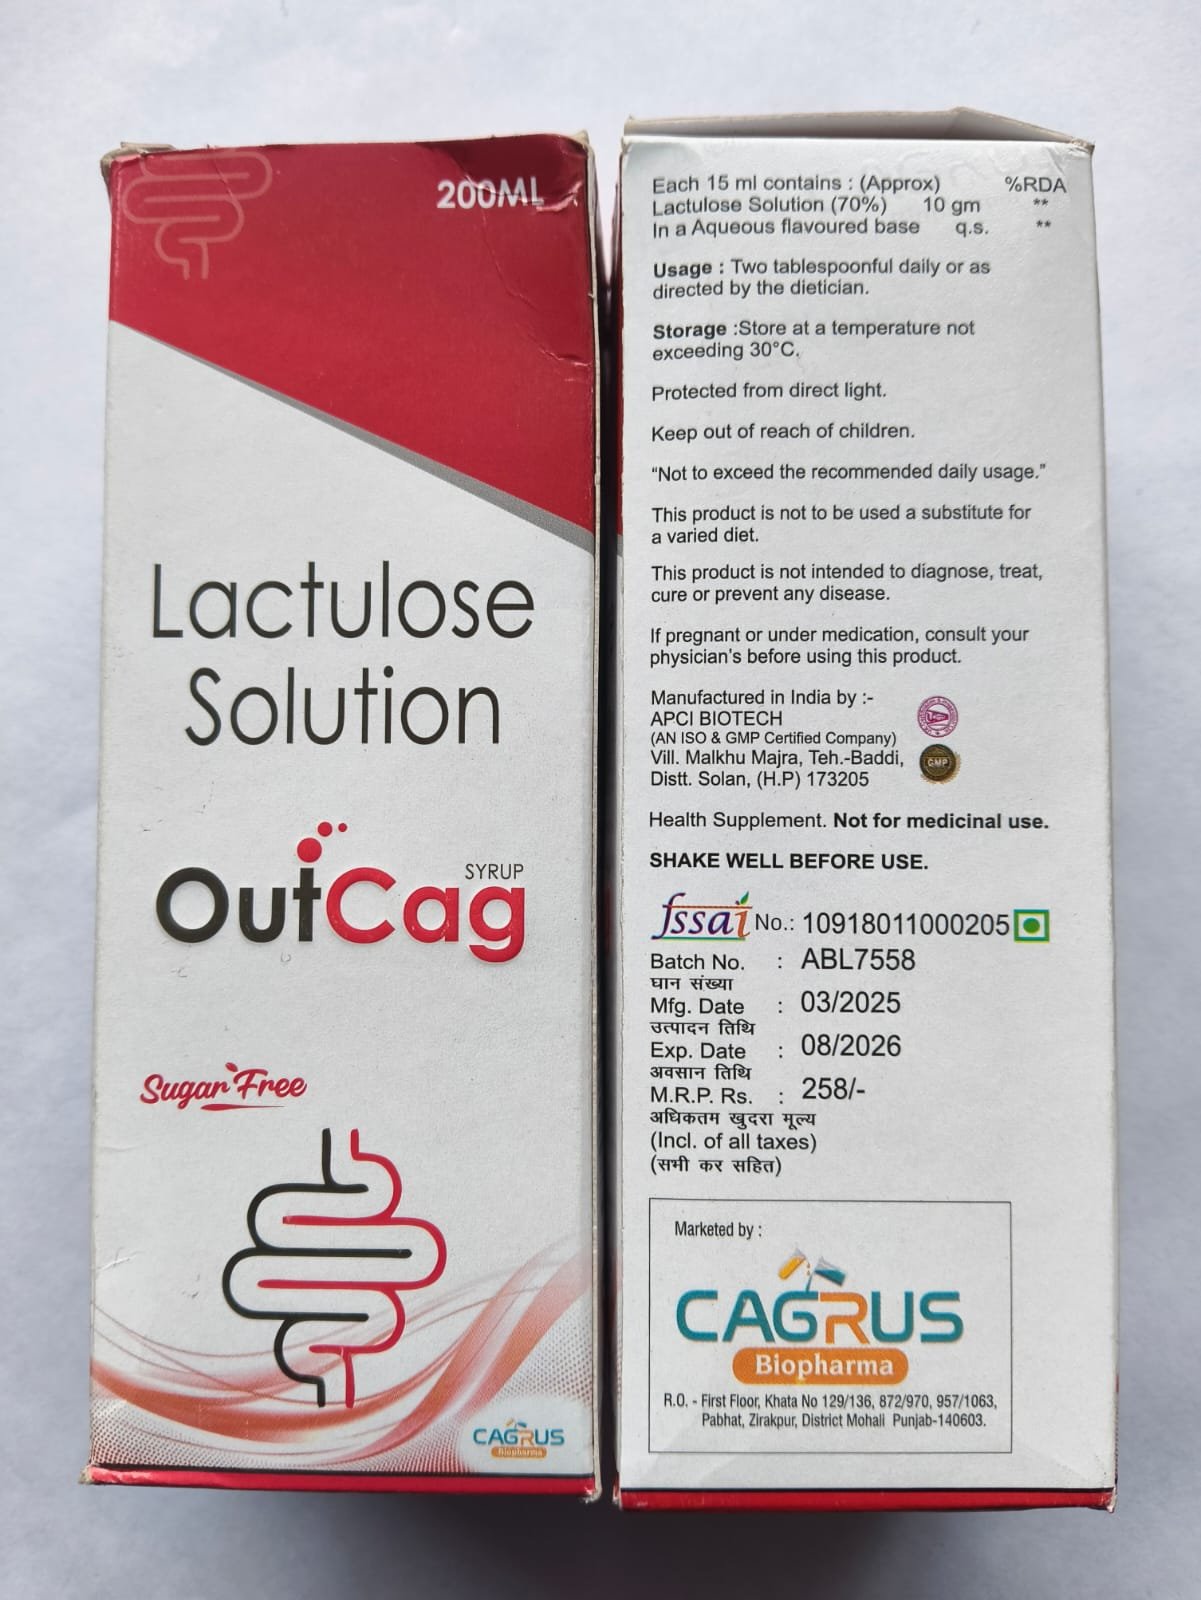 200ML
Lactulose
Solution
OutCag
SYRUP
Sugar Free
CAGRUS
Biopharma
Each 15 ml contains : (Approx) %RDA
Lactulose Solution (70%) 10 gm **
In a Aqueous flavoured base q.s. **
Usage : Two tablespoonful daily or as
directed by the dietician.
Storage :Store at a temperature not
exceeding 30°C.
Protected from direct light.
Keep out of reach of children.
“Not to exceed the recommended daily usage.”
This product is not to be used a substitute for
a varied diet.
This product is not intended to diagnose, treat,
cure or prevent any disease.
If pregnant or under medication, consult your
physician’s before using this product.
Manufactured in India by :-
APCI BIOTECH
(AN ISO & GMP Certified Company)
Vill. Malkhu Majra, Teh.-Baddi,
Distt. Solan, (H.P) 173205
GMP
Health Supplement. Not for medicinal use.
SHAKE WELL BEFORE USE.
fssai No.: 10918011000205
Batch No. : ABL7558
घान संख्या
Mfg. Date : 03/2025
उत्पादन तिथि
Exp. Date : 08/2026
अवसान तिथि
M.R.P. Rs. : 258/-
अधिकतम खुदरा मूल्य
(Incl. of all taxes)
(सभी कर सहित)
Marketed by :
CAGRUS
Biopharma
R.O. - First Floor, Khata No 129/136, 872/970, 957/1063,
Pabhat, Zirakpur, District Mohali Punjab-140603.